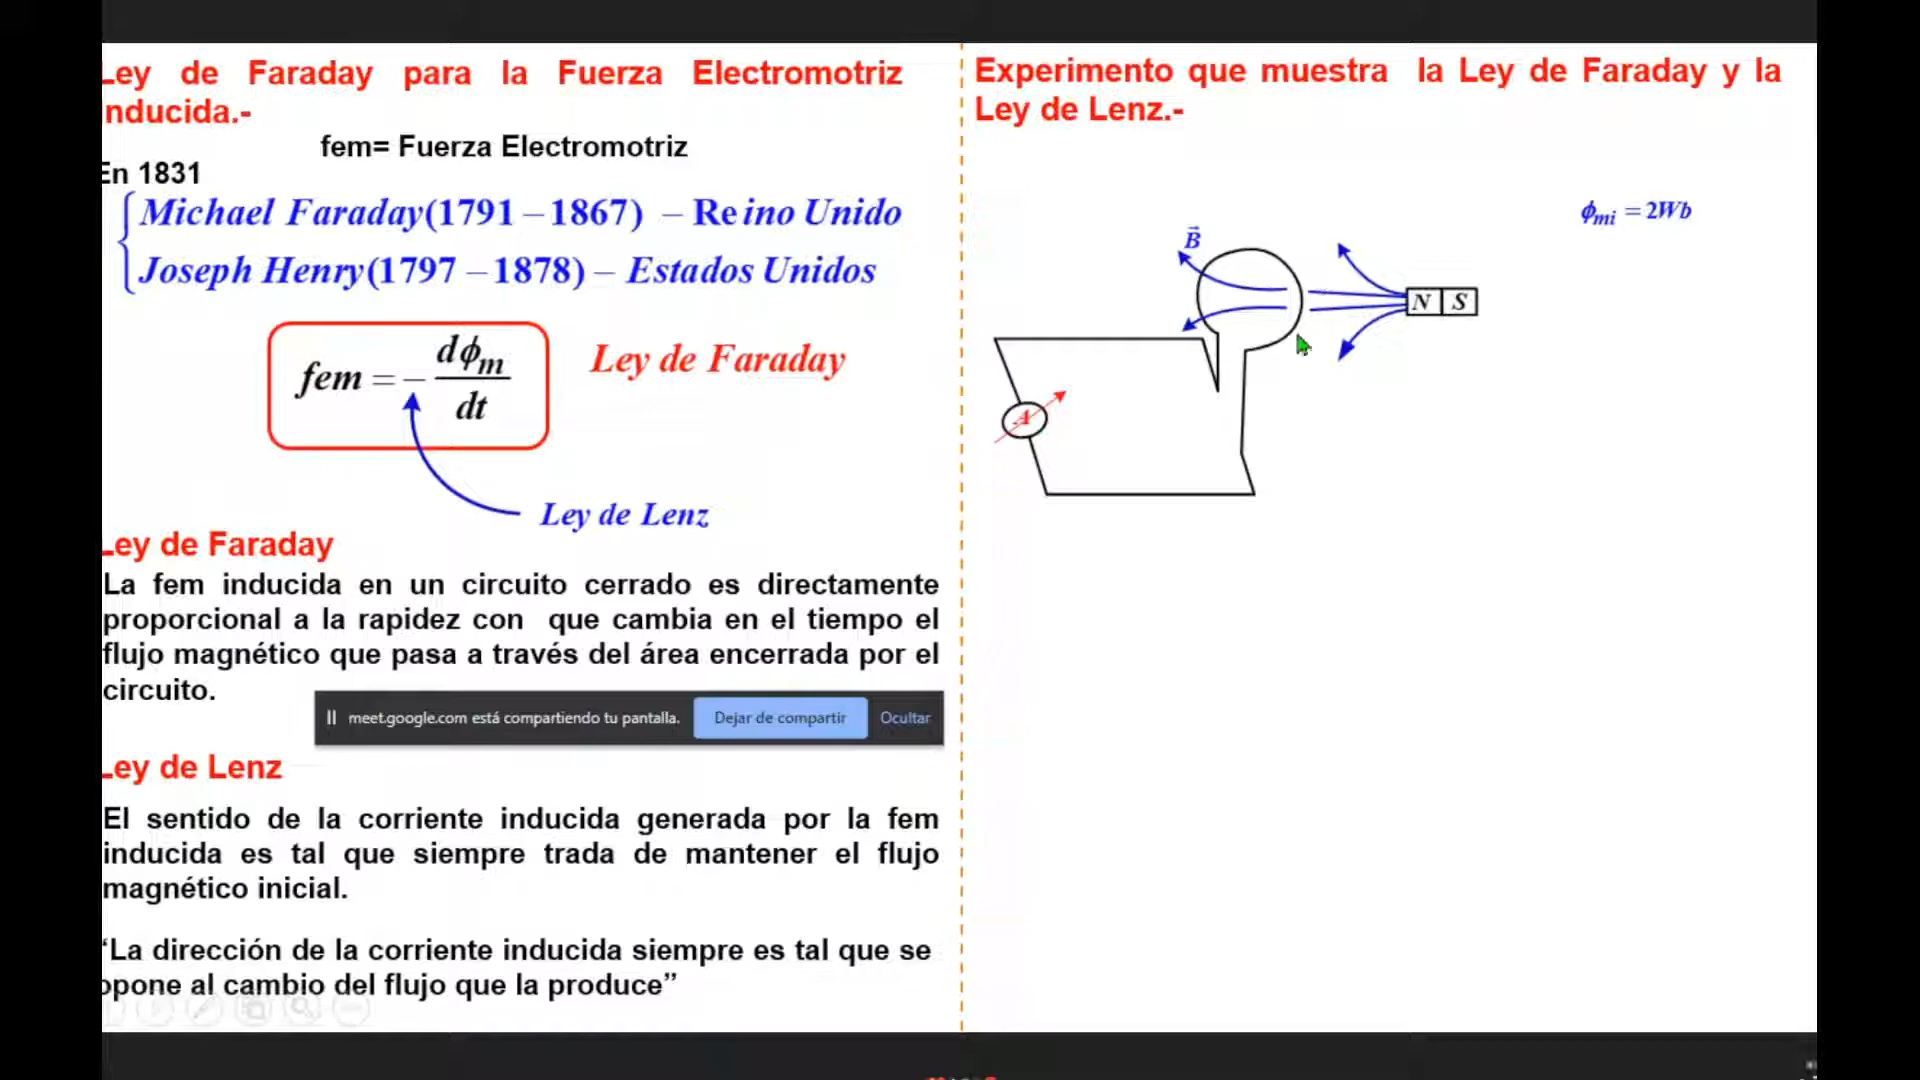 Ley de Faraday para la Fuerza Electromotriz
nducida.-
fem= Fuerza Electromotriz
En 1831
Michael Faraday(1791–1867) – Reino Unido
Joseph Henry(1797–1878) – Estados Unidos
fem = – dϕm/dt
Ley de Faraday
Ley de Lenz
Ley de Faraday
La fem inducida en un circuito cerrado es directamente
proporcional a la rapidez con que cambia en el tiempo el
flujo magnético que pasa a través del área encerrada por el
circuito.
meet.google.com está compartiendo tu pantalla. Dejar de compartir Ocultar
Ley de Lenz
El sentido de la corriente inducida generada por la fem
inducida es tal que siempre trada de mantener el flujo
magnético inicial.
“La dirección de la corriente inducida siempre es tal que se
opone al cambio del flujo que la produce”
Experimento que muestra la Ley de Faraday y la
Ley de Lenz.-
ϕmi = 2Wb
B⃗
N S
A